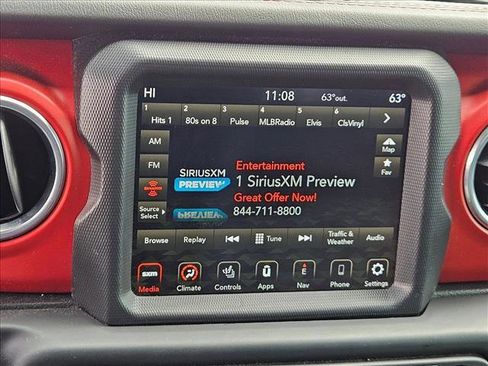 HI 11:08 63°out. 63°
1 2 3 4 5 6
Hits 1 80s on 8 Pulse MLBRadio Elvis ClsVinyl
AM
Map
FM
Entertainment
SIRIUSXM
PREVIEW
1 SiriusXM Preview
Fav
Great Offer Now!
Source
Select
844-711-8800
Browse Replay Tune Traffic &
Weather Audio
sxm E
Media Climate Controls Apps Nav Phone Settings